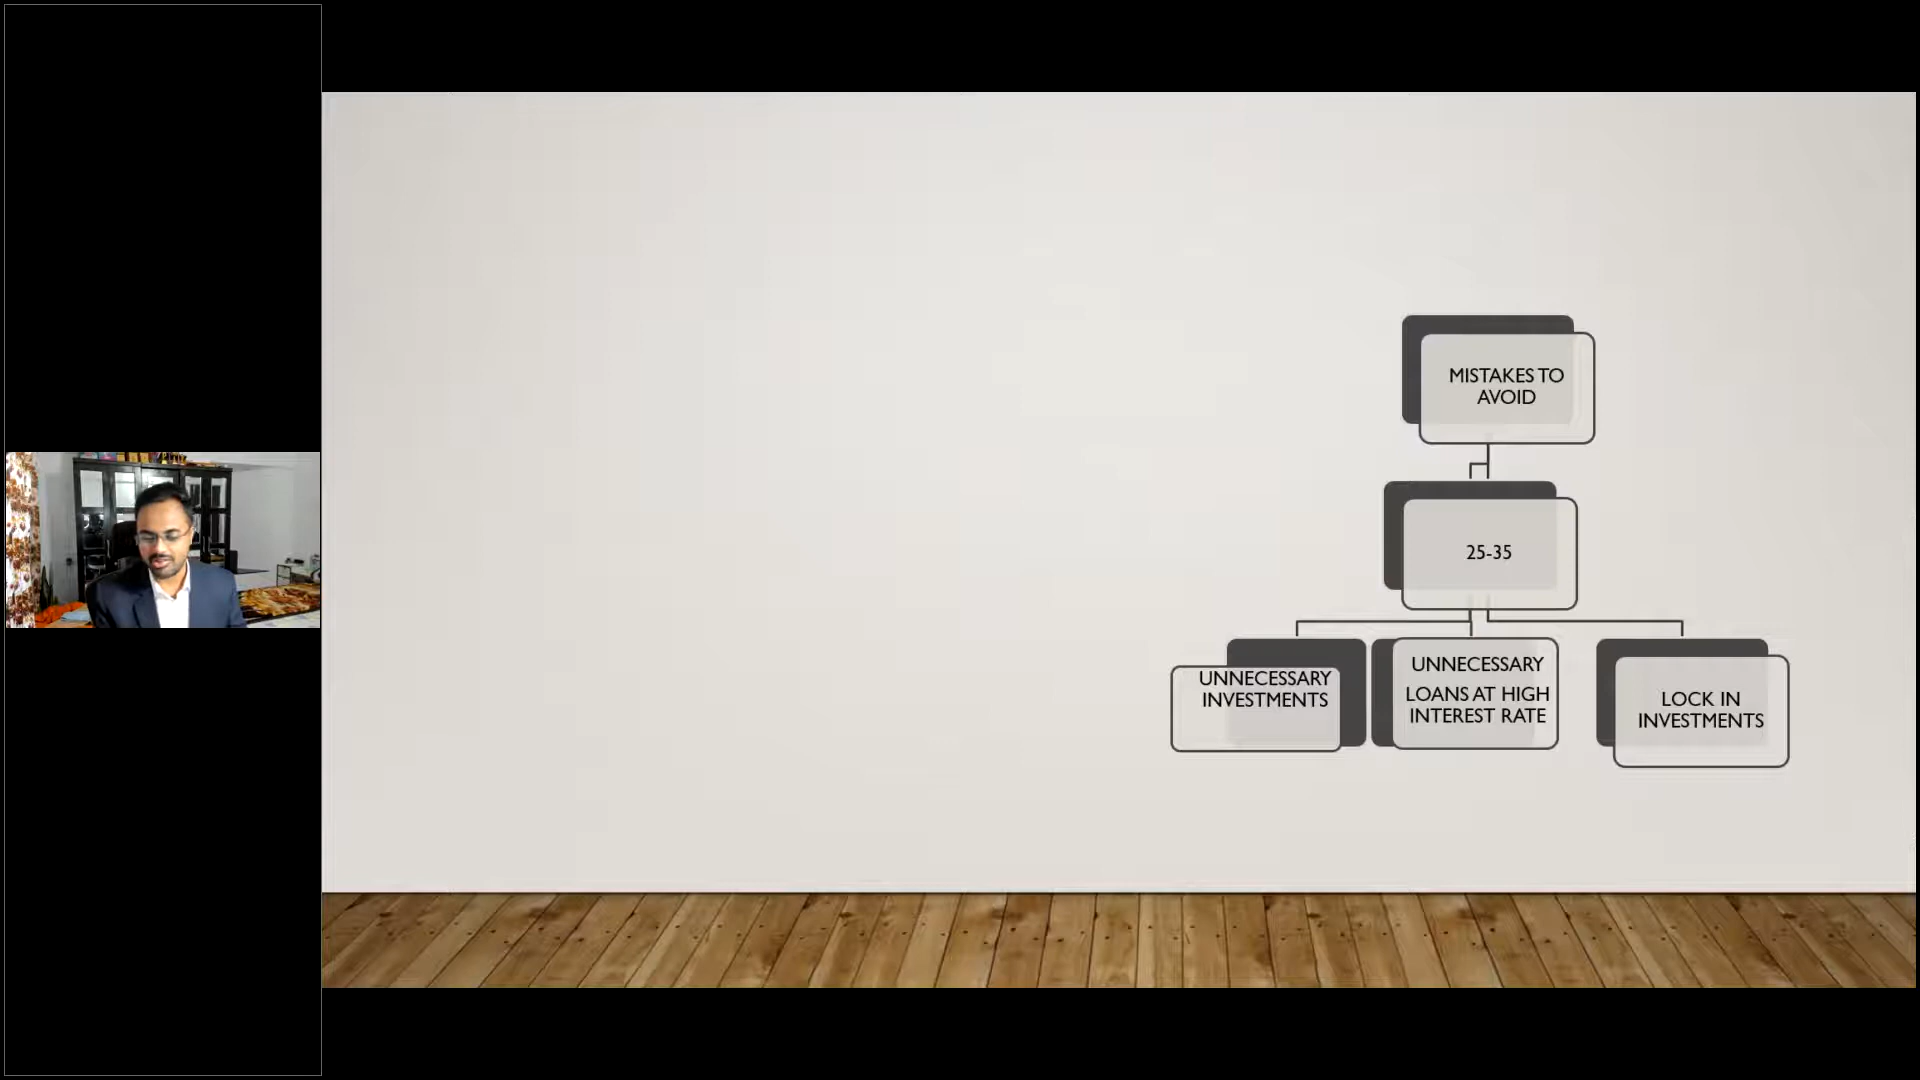 MISTAKES TO
AVOID
25-35
UNNECESSARY
INVESTMENTS
UNNECESSARY
LOANS AT HIGH
INTEREST RATE
LOCK IN
INVESTMENTS